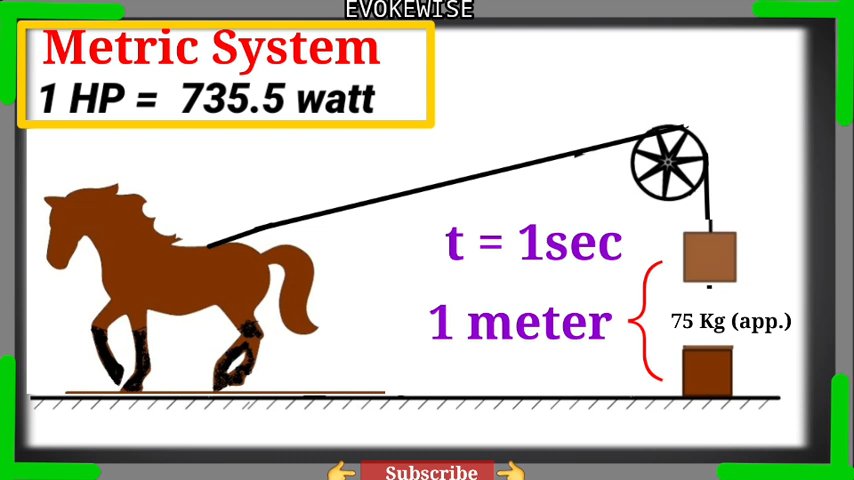 EVOKEWISE
Metric System
1 HP = 735.5 watt
t = 1sec
1 meter
75 Kg (app.)
Subscribe